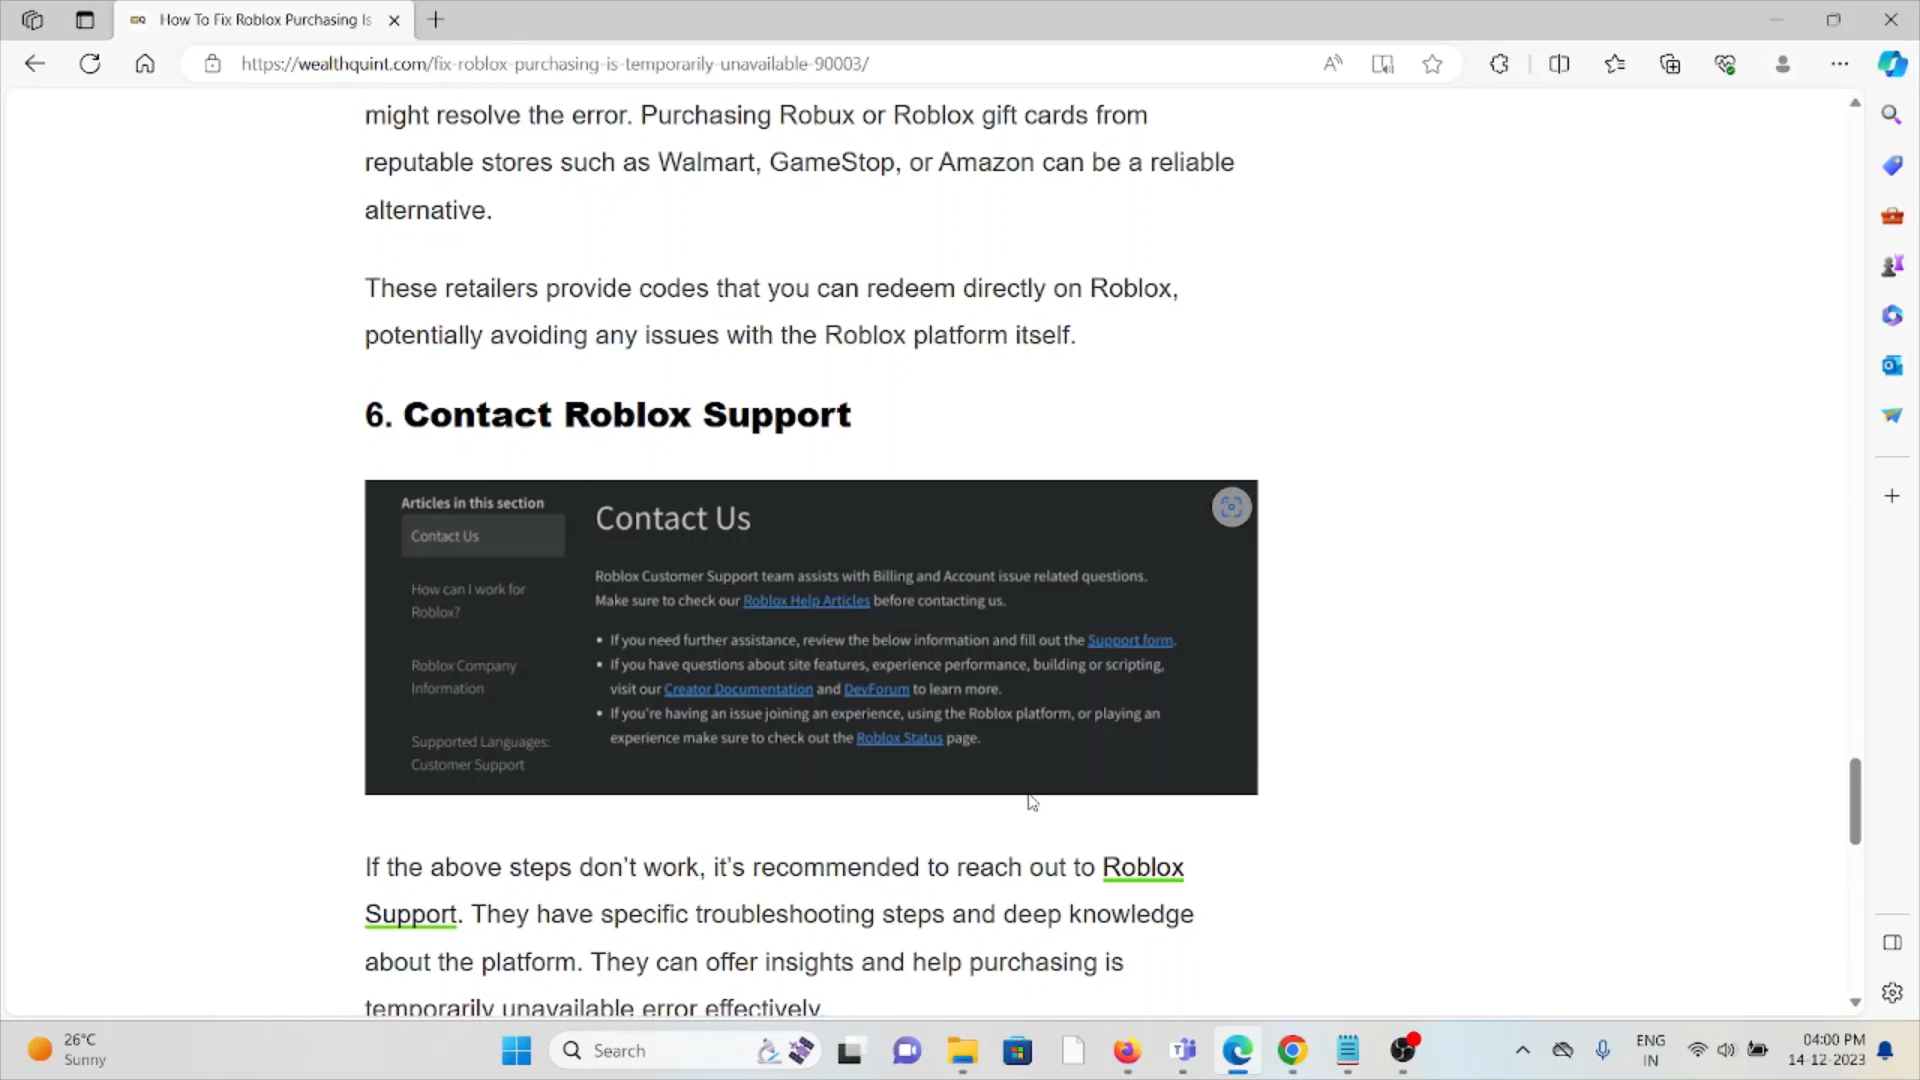 How To Fix Roblox Purchasing Is
https://wealthquint.com/fix-roblox-purchasing-is-temporarily-unavailable-90003/
might resolve the error. Purchasing Robux or Roblox gift cards from
reputable stores such as Walmart, GameStop, or Amazon can be a reliable
alternative.
These retailers provide codes that you can redeem directly on Roblox,
potentially avoiding any issues with the Roblox platform itself.
6. Contact Roblox Support
Articles in this section
Contact Us
How can I work for
Roblox?
Roblox Company
Information
Supported Languages:
Customer Support
Contact Us
Roblox Customer Support team assists with Billing and Account issue related questions.
Make sure to check our Roblox Help Articles before contacting us.
• If you need further assistance, review the below information and fill out the Support form.
• If you have questions about site features, experience performance, building or scripting,
visit our Creator Documentation and DevForum to learn more.
• If you're having an issue joining an experience, using the Roblox platform, or playing an
experience make sure to check out the Roblox Status page.
If the above steps don't work, it's recommended to reach out to Roblox
Support. They have specific troubleshooting steps and deep knowledge
about the platform. They can offer insights and help purchasing is
temporarily unavailable error effectively.
26°C
Sunny
Search
ENG
IN
04:00 PM
14-12-2023